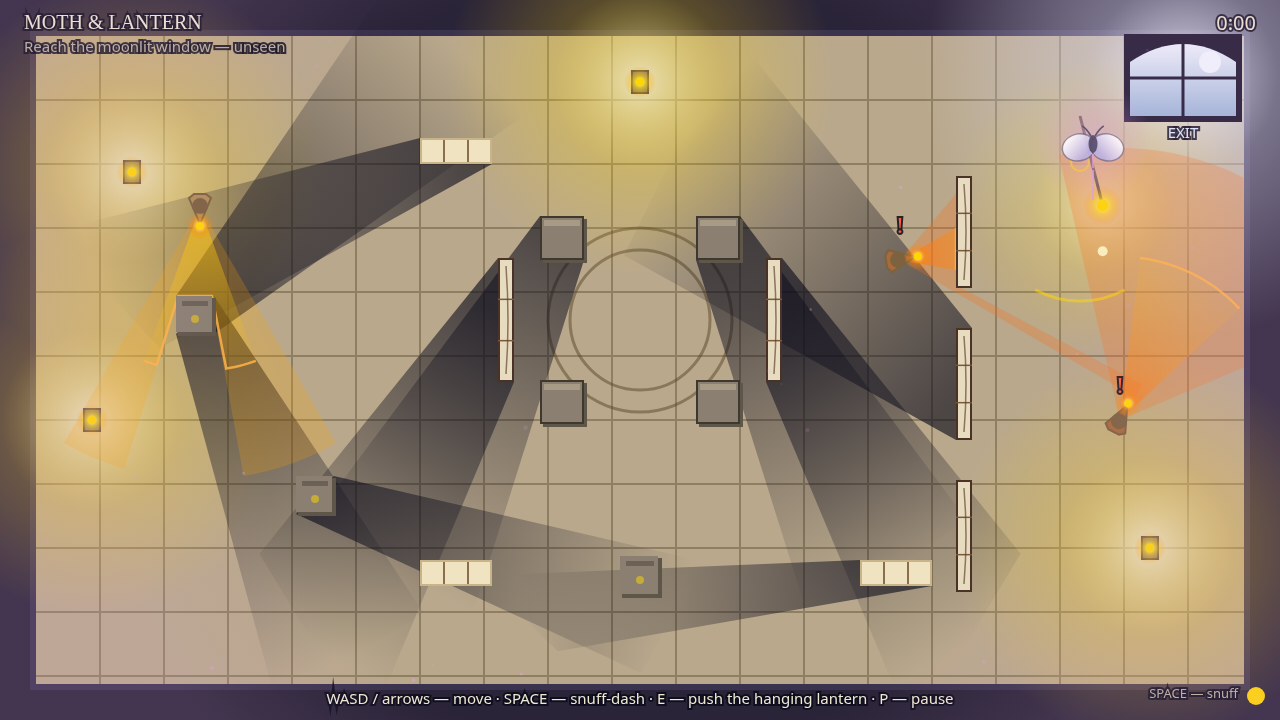 MOTH & LANTERN
0:00
Reach the moonlit window — unseen
EXIT
!
!
WASD / arrows — move · SPACE — snuff-dash · E — push the hanging lantern · P — pause
SPACE — snuff